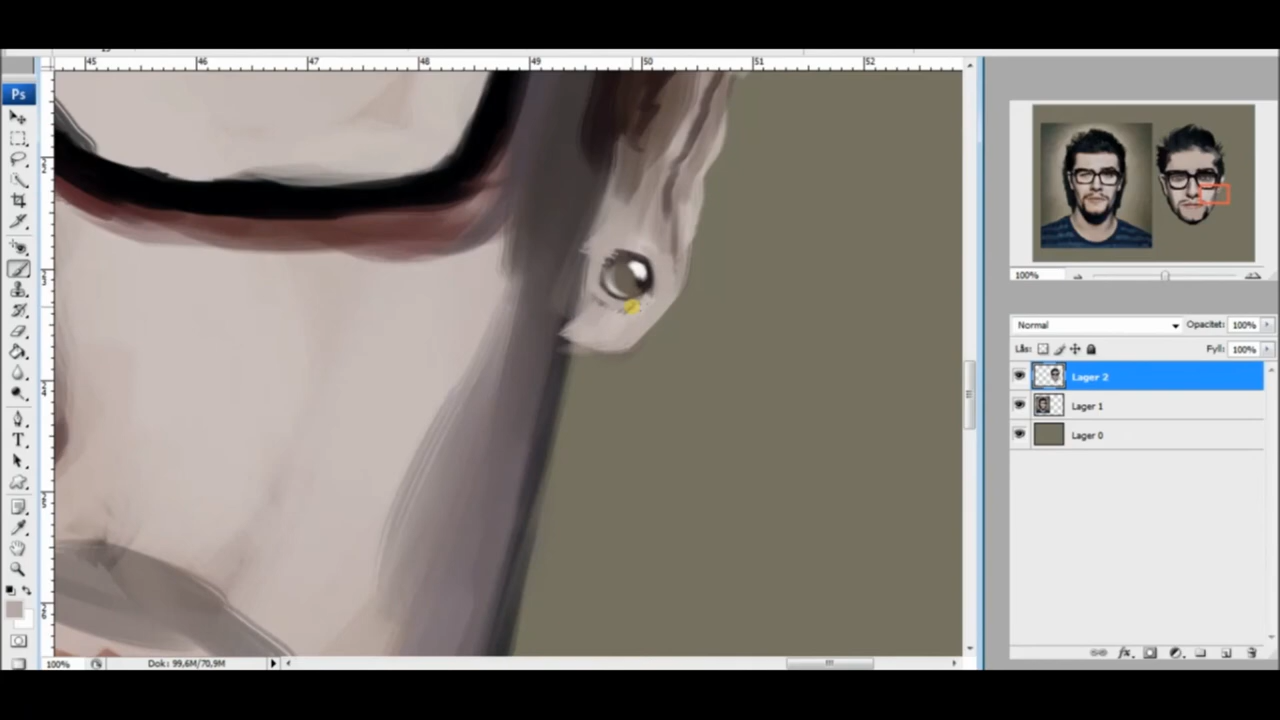 45 46 47 48 49 50 51 52
Ps
100%
Normal Opacitet: 100%
Lås: Fyll: 100%
Lager 2
Lager 1
Lager 0
T
fx
100% Dok: 99,6M/70,9M